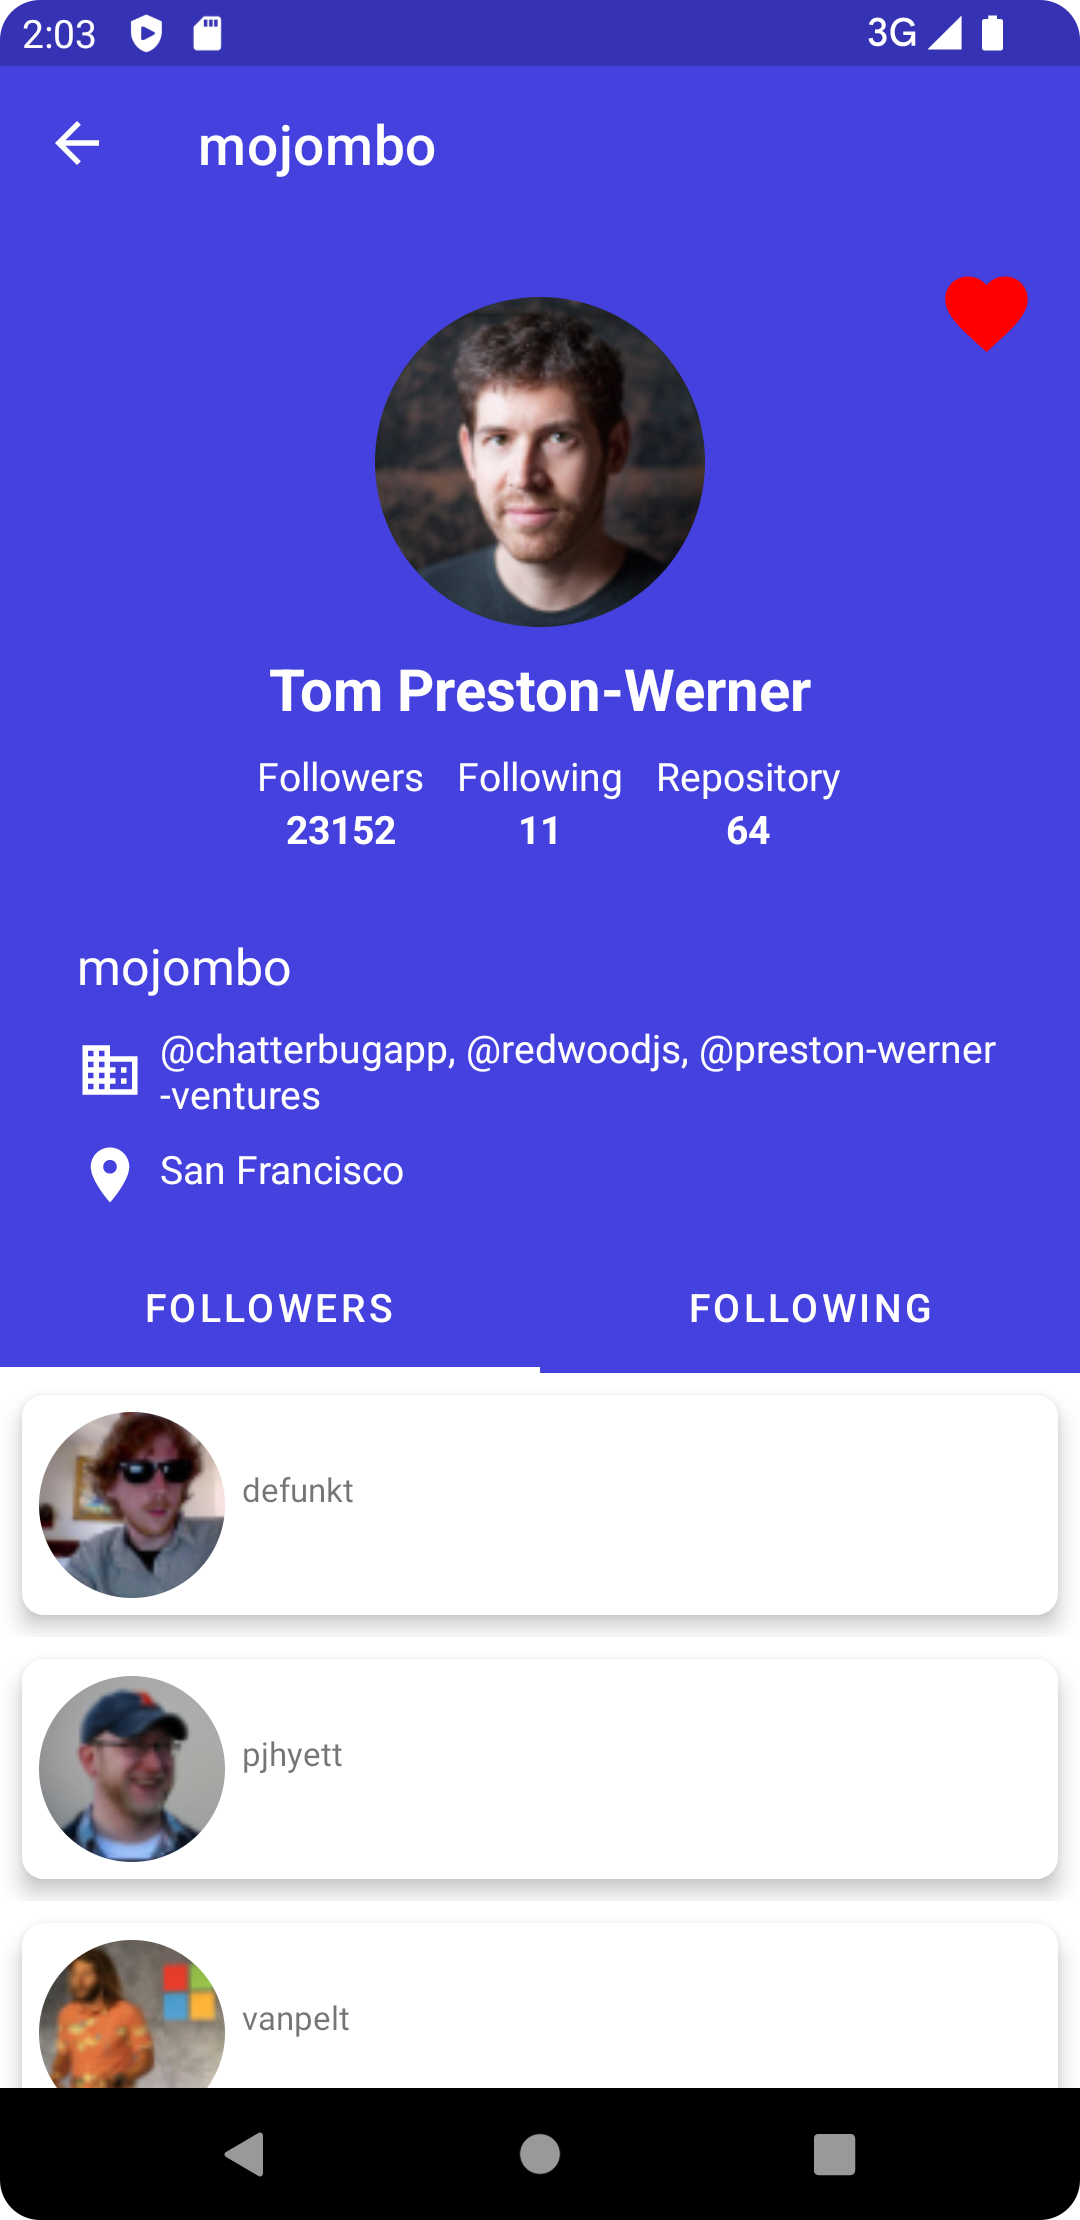 2:03
3G
mojombo
Tom Preston-Werner
Followers Following Repository
23152 11 64
mojombo
@chatterbugapp, @redwoodjs, @preston-werner
-ventures
San Francisco
FOLLOWERS FOLLOWING
defunkt
pjhyett
vanpelt